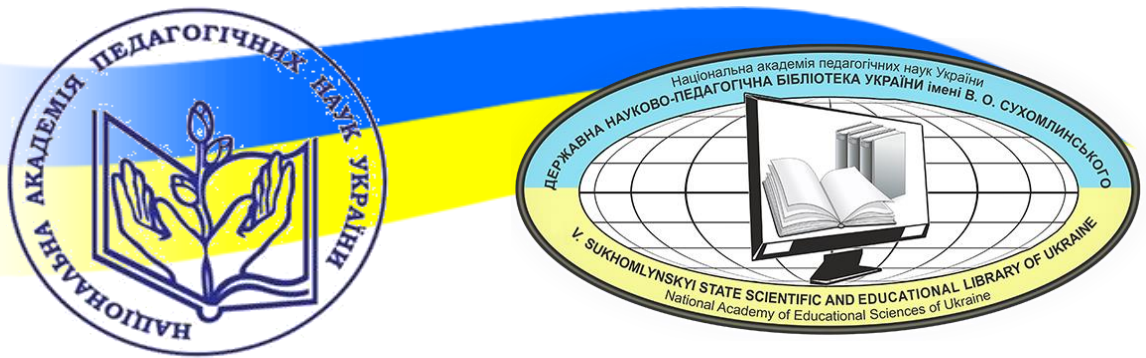 НАЦІОНАЛЬНА АКАДЕМІЯ ПЕДАГОГІЧНИХ НАУК УКРАЇНИ
Національна академія педагогічних наук України
ДЕРЖАВНА НАУКОВО-ПЕДАГОГІЧНА БІБЛІОТЕКА УКРАЇНИ імені В. О. СУХОМЛИНСЬКОГО
V. SUKHOMLYNSKYI STATE SCIENTIFIC AND EDUCATIONAL LIBRARY OF UKRAINE
National Academy of Educational Sciences of Ukraine